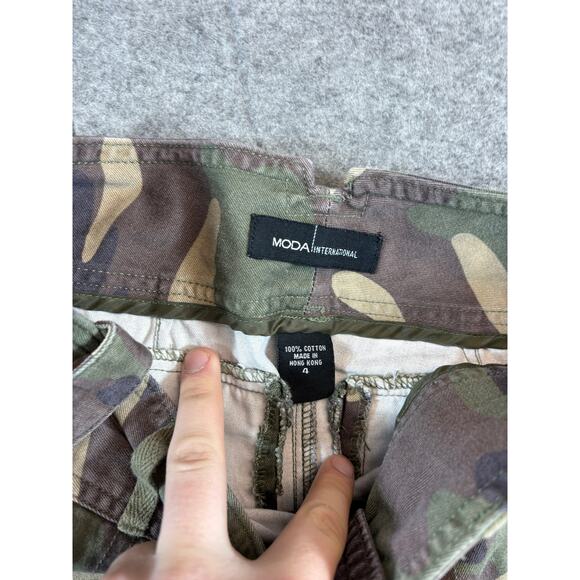 MODA INTERNATIONAL
100% COTTON
MADE IN
HONG KONG
4